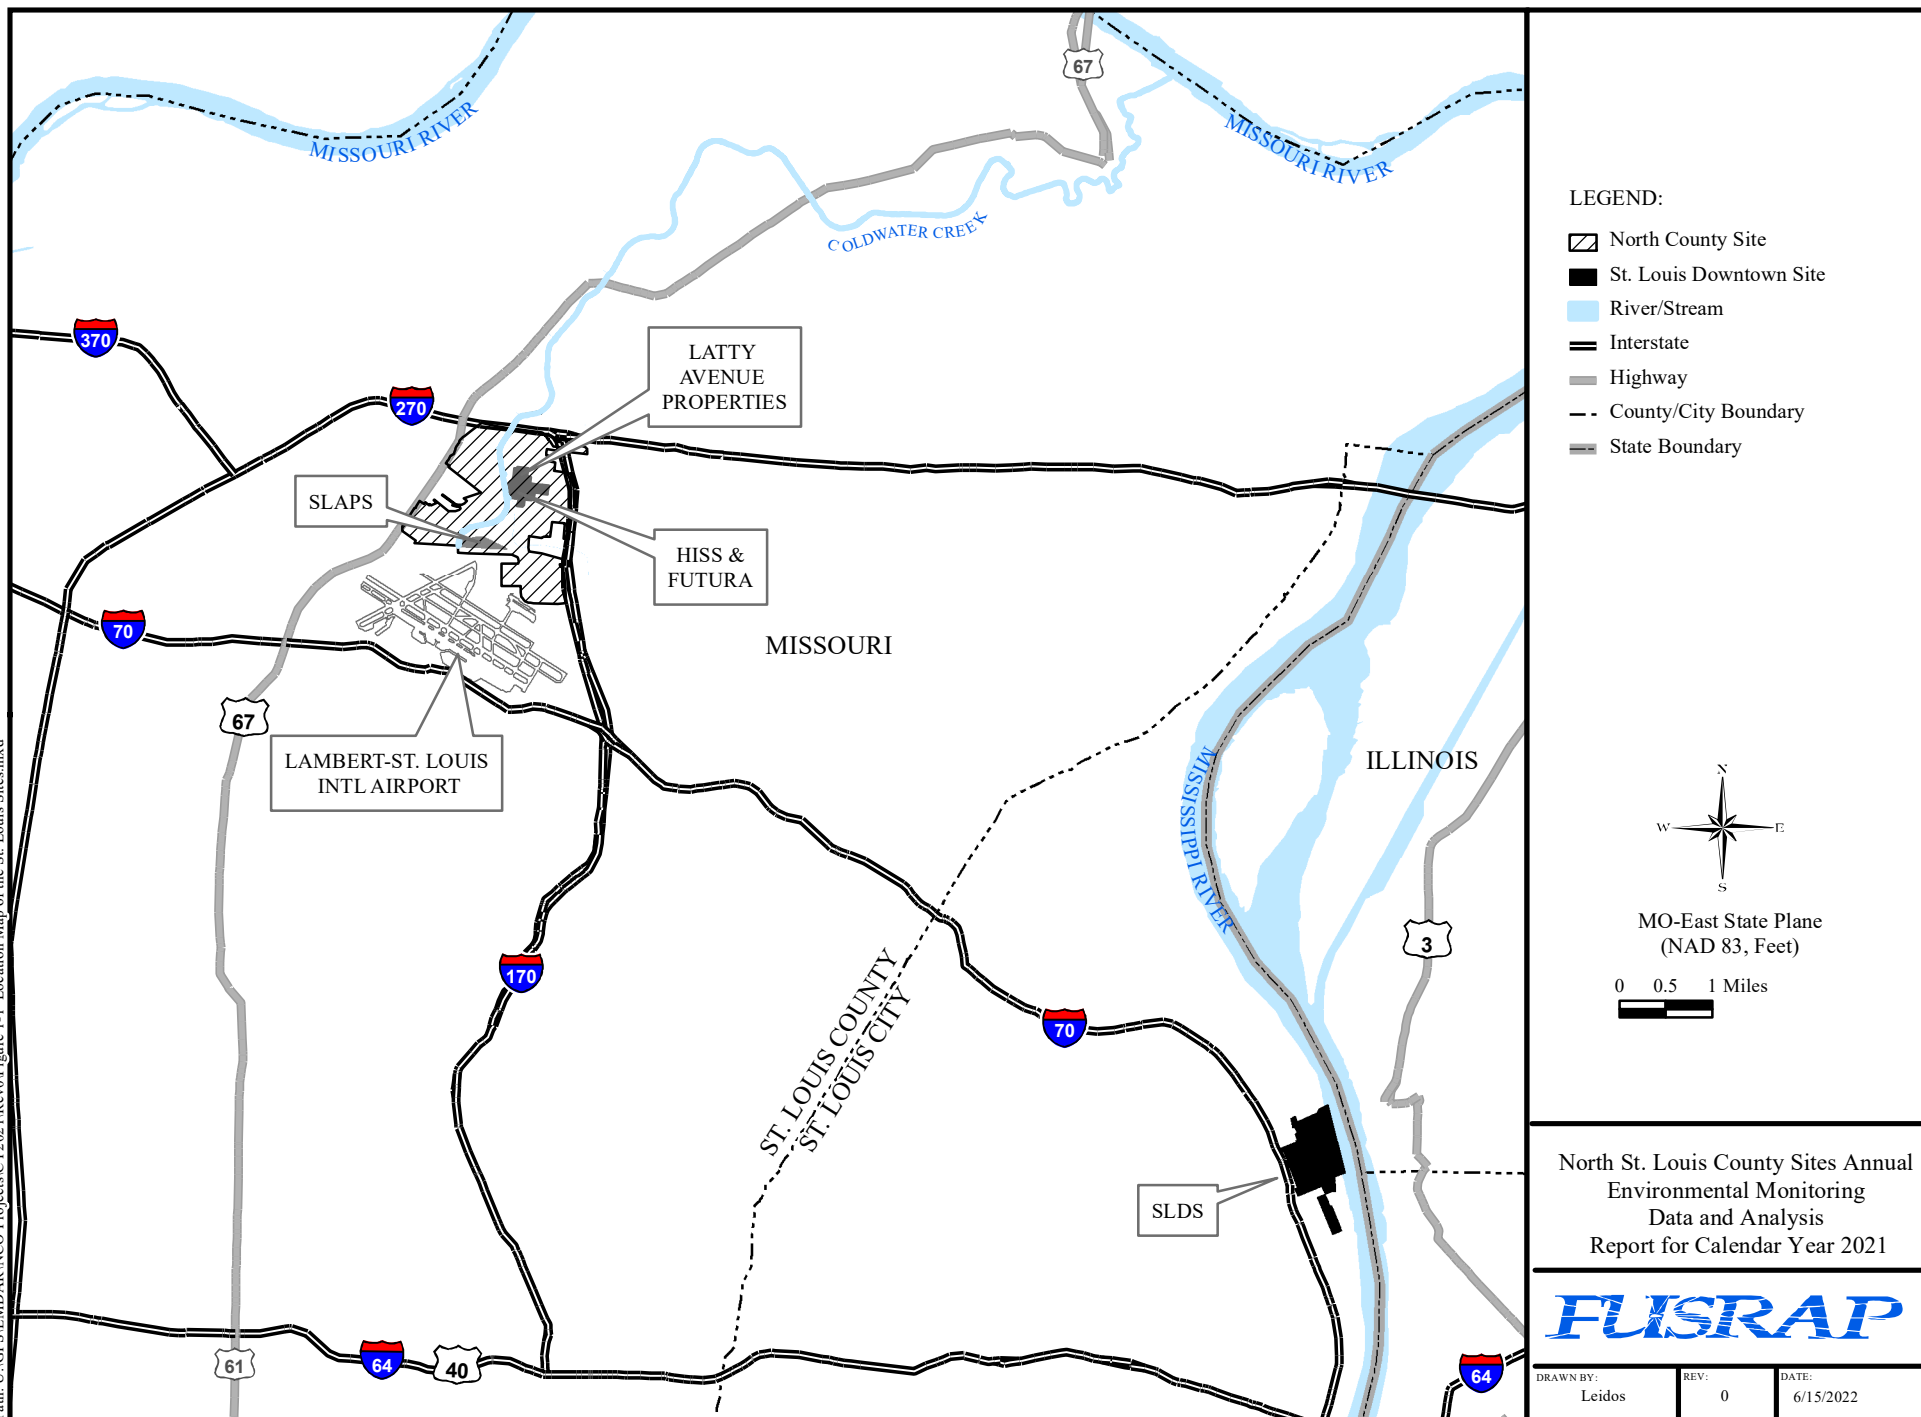 67
MISSOURI RIVER
MISSOURI RIVER
COLDWATER CREEK
370
270
LATTY
AVENUE
PROPERTIES
SLAPS
HISS &
FUTURA
70
MISSOURI
67
LAMBERT-ST. LOUIS
INTL AIRPORT
ILLINOIS
MISSISSIPPI RIVER
3
170
ST. LOUIS COUNTY
ST. LOUIS CITY
70
SLDS
61
64
40
64
LEGEND:
North County Site
St. Louis Downtown Site
River/Stream
Interstate
Highway
County/City Boundary
State Boundary
N
W
E
S
MO-East State Plane
(NAD 83, Feet)
0 0.5 1 Miles
North St. Louis County Sites Annual
Environmental Monitoring
Data and Analysis
Report for Calendar Year 2021
FUSRAP
DRAWN BY:
Leidos
REV:
0
DATE:
6/15/2022